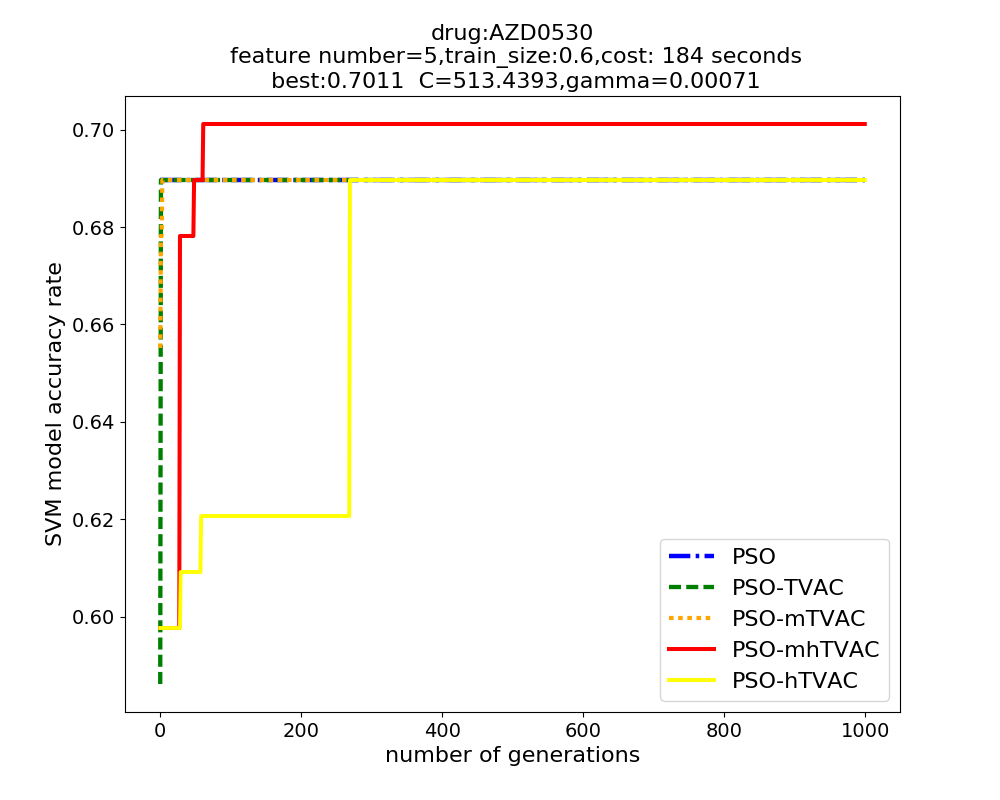 drug:AZD0530
feature number=5,train_size:0.6,cost: 184 seconds
best:0.7011  C=513.4393,gamma=0.00071
0.70
0.68
0.66
0.64
0.62
0.60
SVM model accuracy rate
PSO
PSO-TVAC
PSO-mTVAC
PSO-mhTVAC
PSO-hTVAC
0 200 400 600 800 1000
number of generations